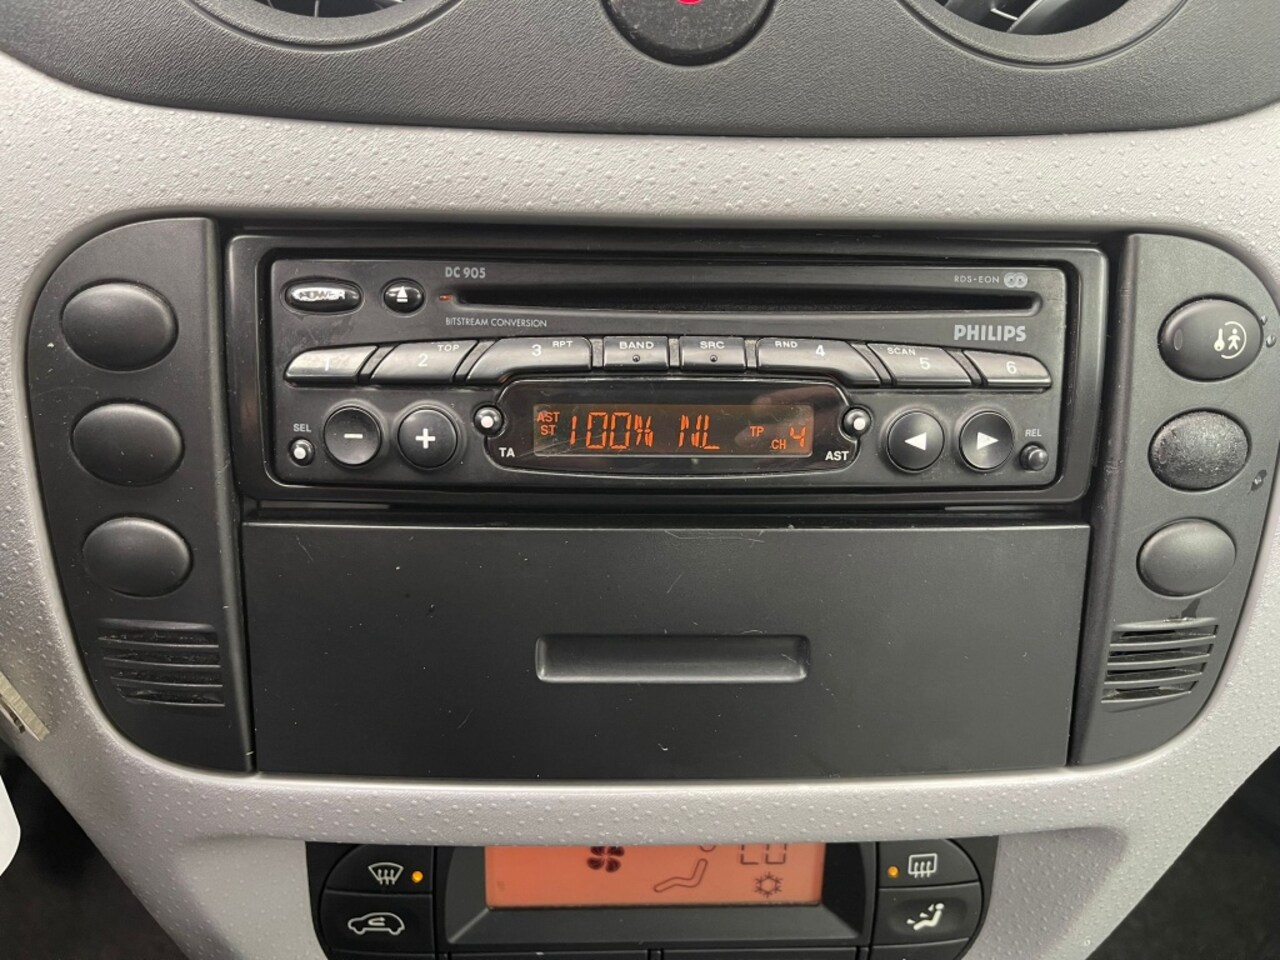 DC 905
RDS-EON
POWER
BITSTREAM CONVERSION
PHILIPS
1 2 TOP 3 RPT BAND SRC RND 4 SCAN 5 6
SEL - + AST ST 100% NL TP CH 4 REL
TA AST